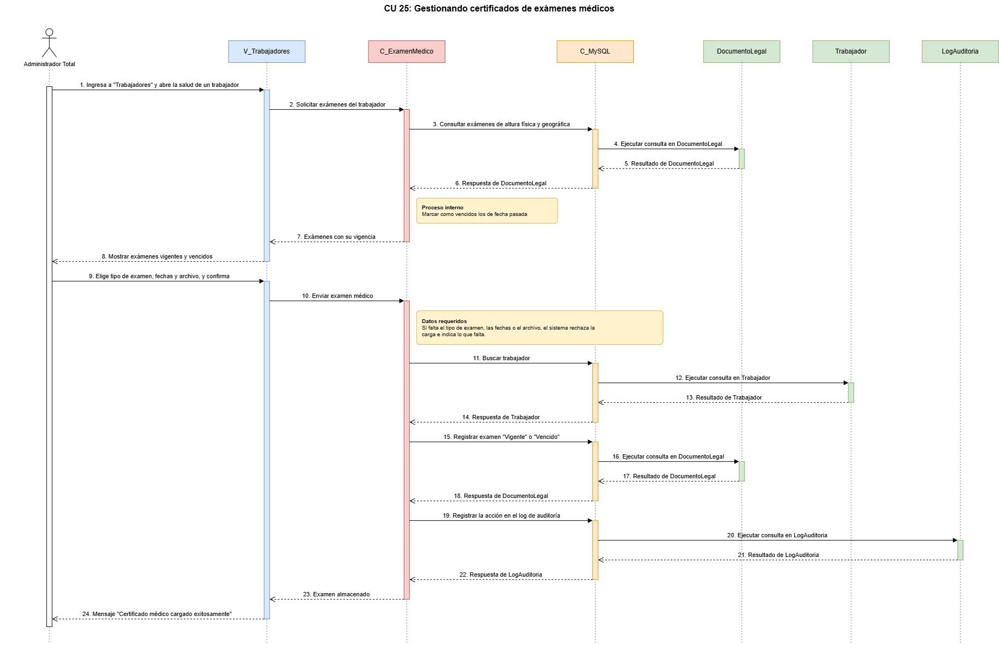 CU 25: Gestionando certificados de exámenes médicos
Administrador Total
V_Trabajadores
C_ExamenMedico
C_MySQL
DocumentoLegal
Trabajador
LogAuditoria
1. Ingresa a "Trabajadores" y abre la salud de un trabajador
2. Solicitar exámenes del trabajador
3. Consultar exámenes de altura física y geográfica
4. Ejecutar consulta en DocumentoLegal
5. Resultado de DocumentoLegal
6. Respuesta de DocumentoLegal
Proceso interno
Marcar como vencidos los de fecha pasada
7. Exámenes con su vigencia
8. Mostrar exámenes vigentes y vencidos
9. Elige tipo de examen, fechas y archivo, y confirma
10. Enviar examen médico
Datos requeridos
Si falta el tipo de examen, las fechas o el archivo, el sistema rechaza la
carga e indica lo que falta.
11. Buscar trabajador
12. Ejecutar consulta en Trabajador
13. Resultado de Trabajador
14. Respuesta de Trabajador
15. Registrar examen "Vigente" o "Vencido"
16. Ejecutar consulta en DocumentoLegal
17. Resultado de DocumentoLegal
18. Respuesta de DocumentoLegal
19. Registrar la acción en el log de auditoría
20. Ejecutar consulta en LogAuditoria
21. Resultado de LogAuditoria
22. Respuesta de LogAuditoria
23. Examen almacenado
24. Mensaje "Certificado médico cargado exitosamente"